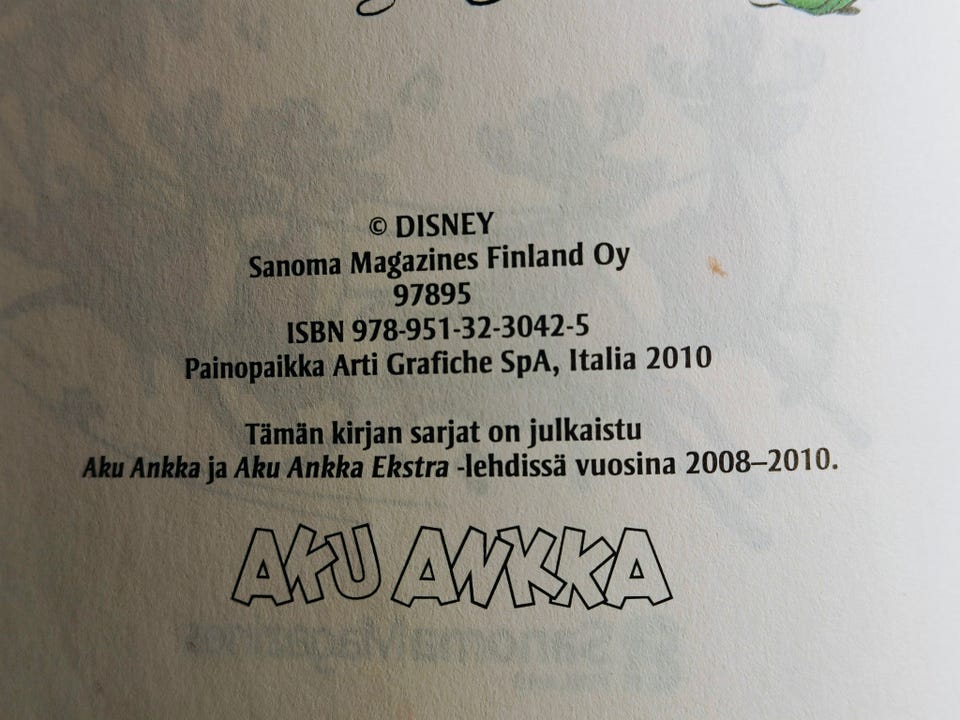 © DISNEY
Sanoma Magazines Finland Oy
97895
ISBN 978-951-32-3042-5
Painopaikka Arti Grafiche SpA, Italia 2010
Tämän kirjan sarjat on julkaistu
Aku Ankka ja Aku Ankka Ekstra -lehdissä vuosina 2008–2010.
AKU ANKKA
SanomaMagazines